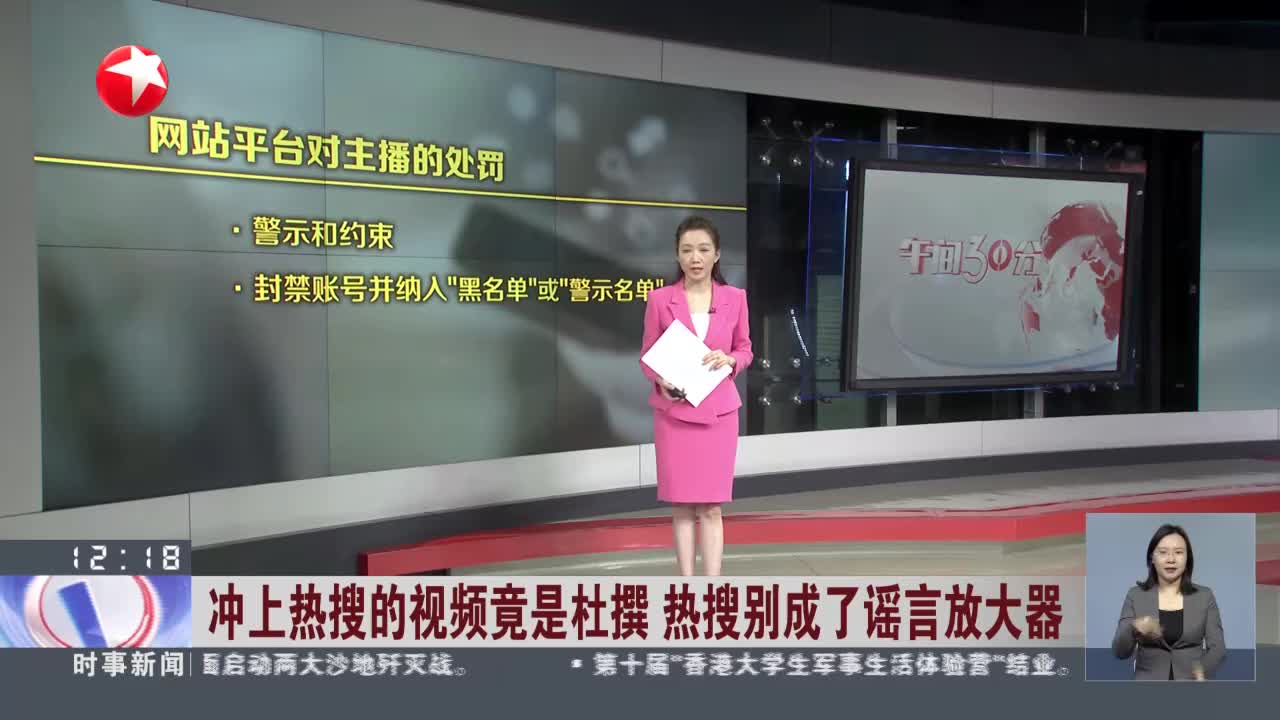 网站平台对主播的处罚
· 警示和约束
· 封禁账号并纳入"黑名单"或"警示名单"
午间30分
12:18
冲上热搜的视频竟是杜撰 热搜别成了谣言放大器
时事新闻
启动两大沙地歼灭战。 · 第十届"香港大学生军事生活体验营"结业。